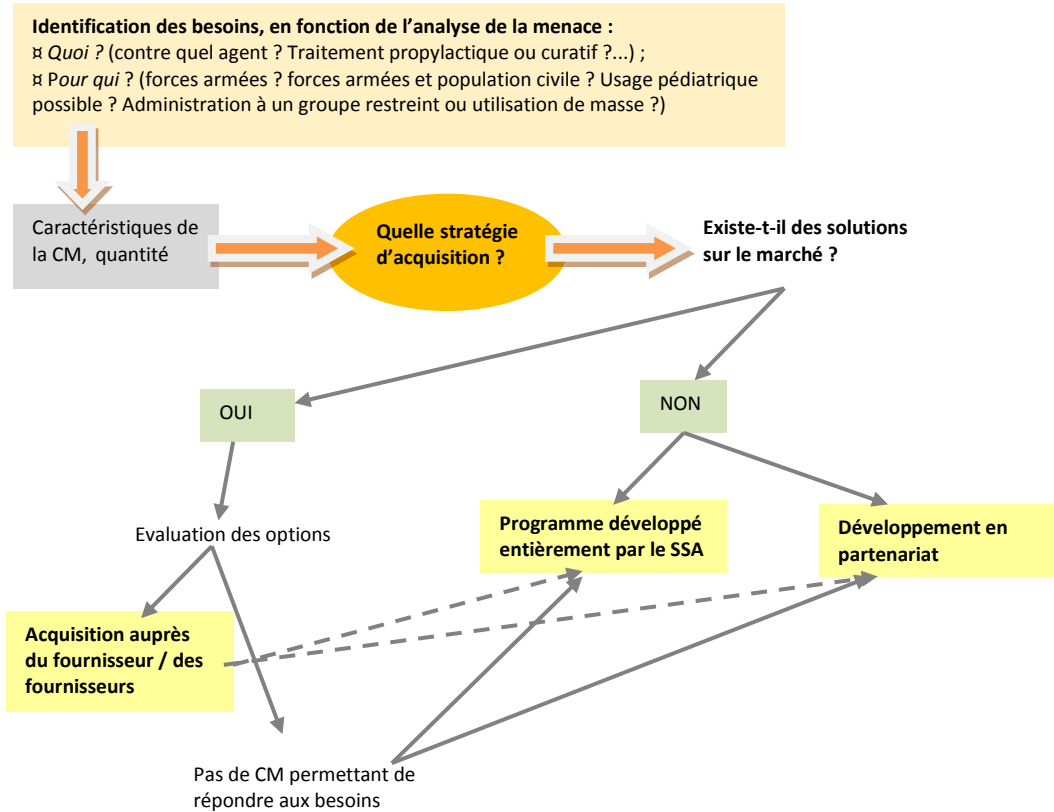 Identification des besoins, en fonction de l'analyse de la menace :
¤ Quoi ? (contre quel agent ? Traitement propylactique ou curatif ?...) ;
¤ Pour qui ? (forces armées ? forces armées et population civile ? Usage pédiatrique
possible ? Administration à un groupe restreint ou utilisation de masse ?)
Caractéristiques de
la CM, quantité
Quelle stratégie
d'acquisition ?
Existe-t-il des solutions
sur le marché ?
OUI
NON
Evaluation des options
Programme développé
entièrement par le SSA
Développement en
partenariat
Acquisition auprès
du fournisseur / des
fournisseurs
Pas de CM permettant de
répondre aux besoins